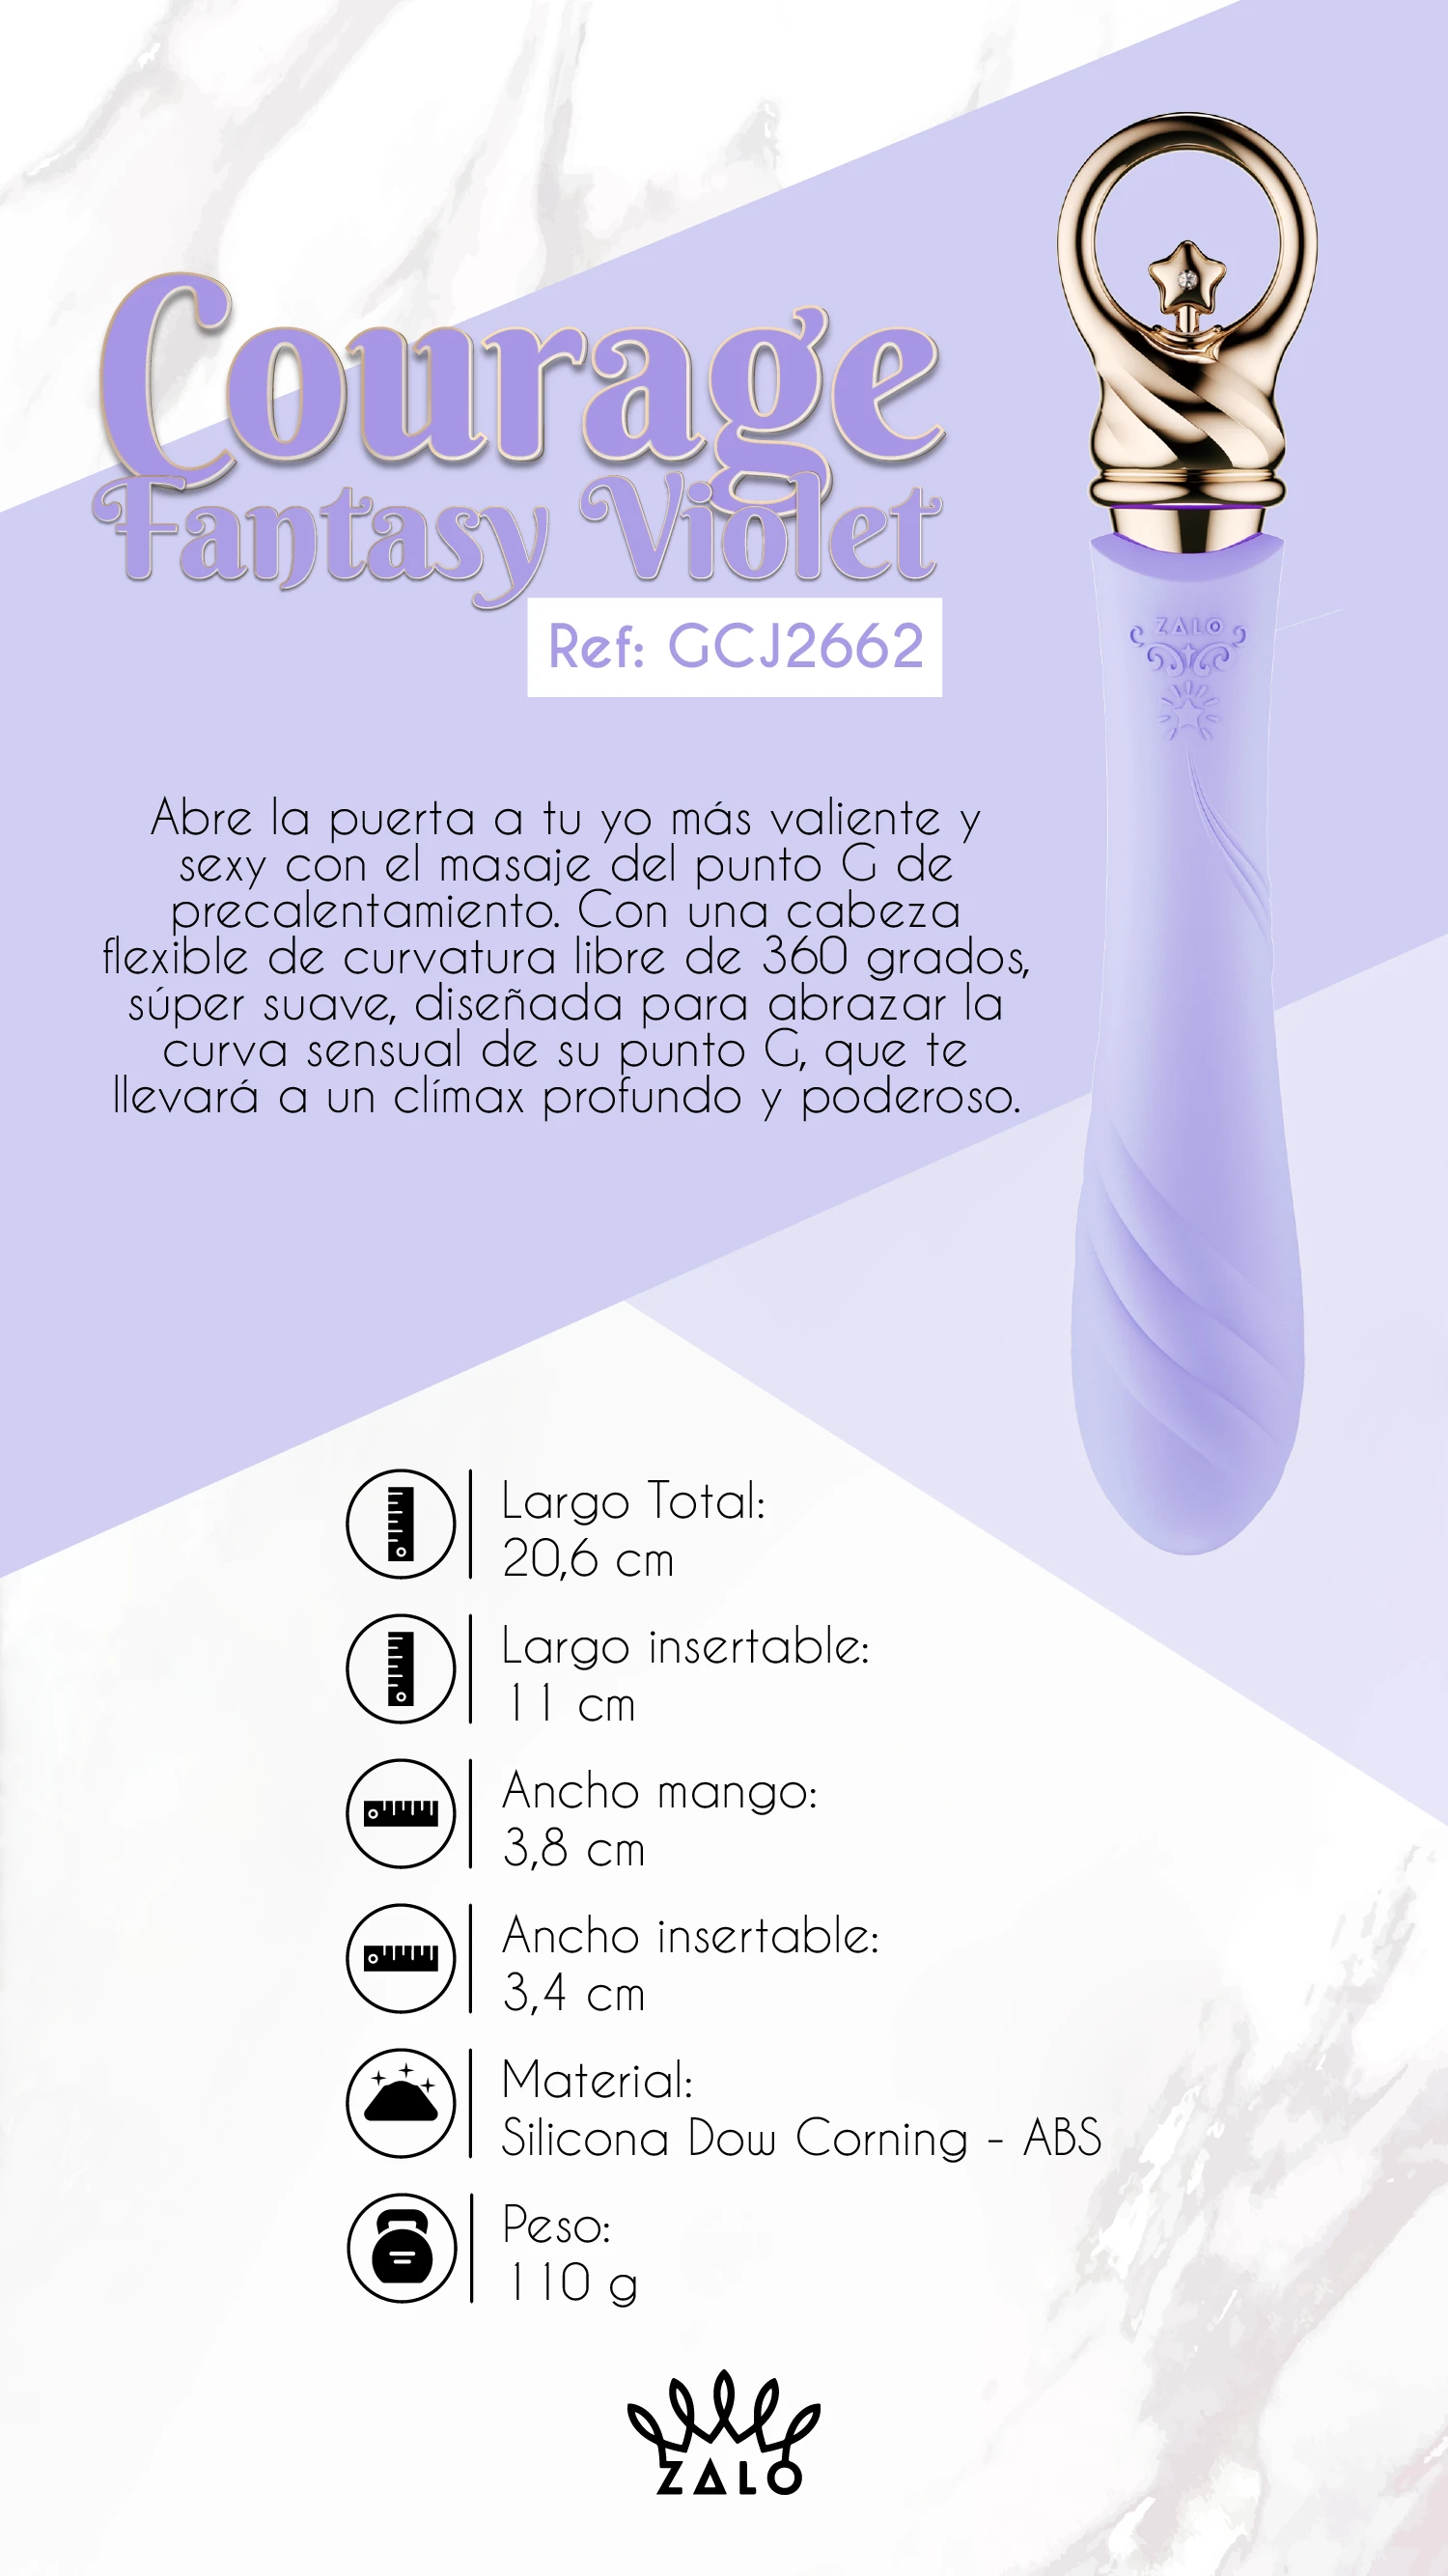 Courage
Fantasy Violet
Ref: GCJ2662
ZALO
Abre la puerta a tu yo más valiente y
sexy con el masaje del punto G de
precalentamiento. Con una cabeza
flexible de curvatura libre de 360 grados,
súper suave, diseñada para abrazar la
curva sensual de su punto G, que te
llevará a un clímax profundo y poderoso.
Largo Total:
20,6 cm
Largo insertable:
11 cm
Ancho mango:
3,8 cm
Ancho insertable:
3,4 cm
Material:
Silicona Dow Corning - ABS
Peso:
110 g
ZALO